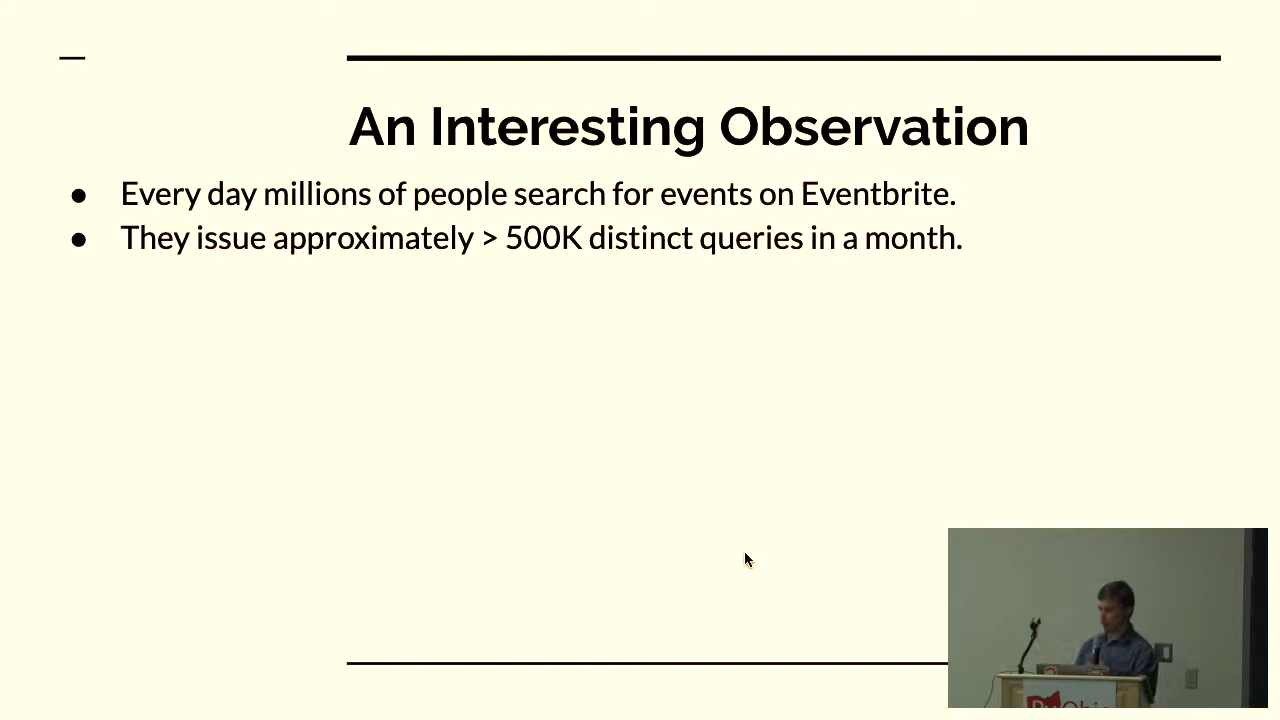 An Interesting Observation
● Every day millions of people search for events on Eventbrite.
● They issue approximately > 500K distinct queries in a month.